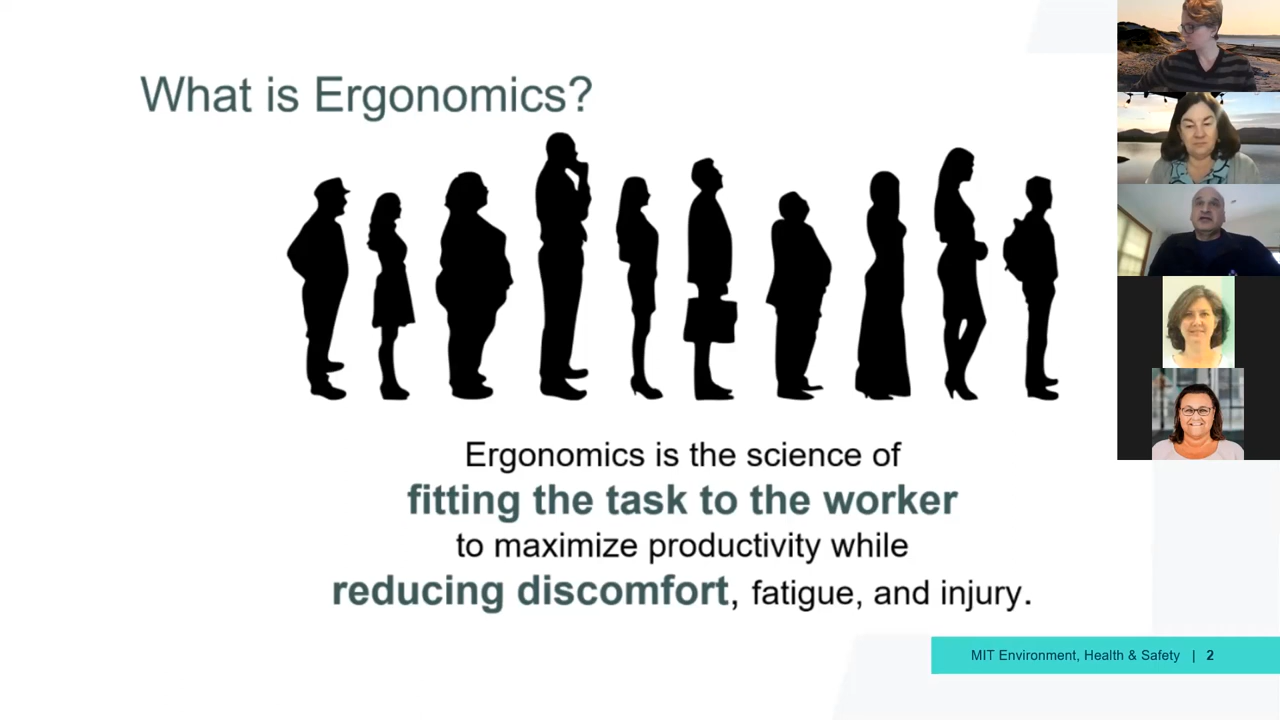 What is Ergonomics?
Ergonomics is the science of
fitting the task to the worker
to maximize productivity while
reducing discomfort, fatigue, and injury.
MIT Environment, Health & Safety | 2